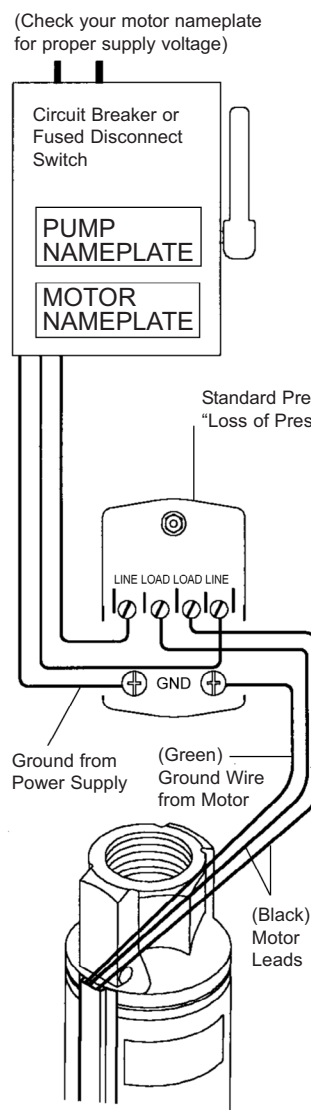 (Check your motor nameplate
for proper supply voltage)
Circuit Breaker or
Fused Disconnect
Switch
PUMP
NAMEPLATE
MOTOR
NAMEPLATE
Standard Pre
“Loss of Pres
LINE LOAD LOAD LINE
GND
Ground from
Power Supply
(Green)
Ground Wire
from Motor
(Black)
Motor
Leads